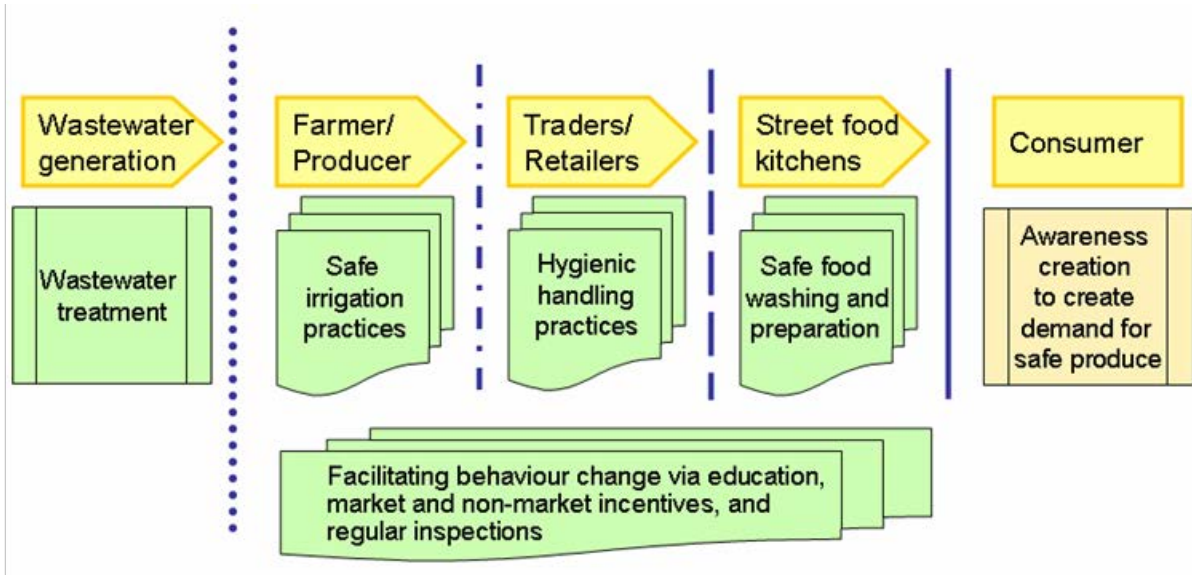 Wastewater
generation
Farmer/
Producer
Traders/
Retailers
Street food
kitchens
Consumer
Wastewater
treatment
Safe
irrigation
practices
Hygienic
handling
practices
Safe food
washing and
preparation
Awareness
creation
to create
demand for
safe produce
Facilitating behaviour change via education,
market and non-market incentives, and
regular inspections